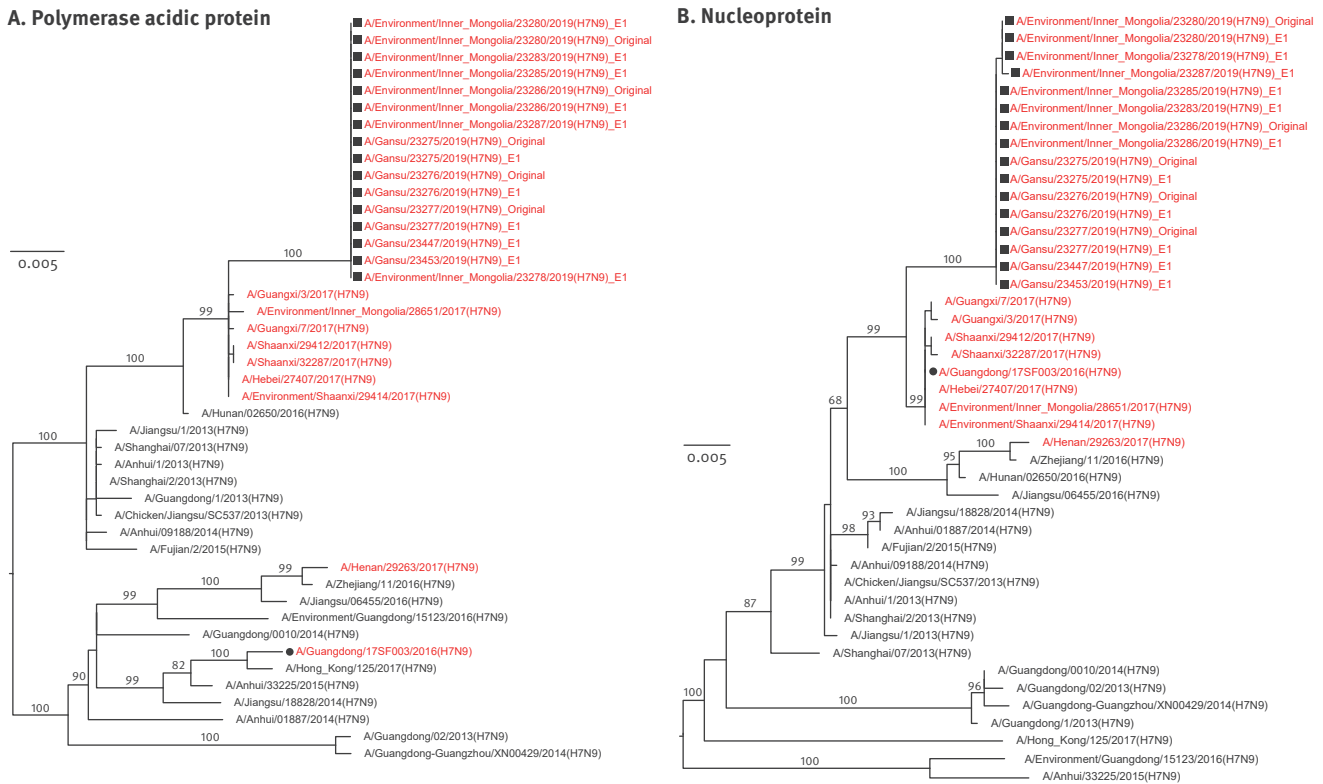 A. Polymerase acidic protein
A/Environment/Inner_Mongolia/23280/2019(H7N9)_E1
A/Environment/Inner_Mongolia/23280/2019(H7N9)_Original
A/Environment/Inner_Mongolia/23283/2019(H7N9)_E1
A/Environment/Inner_Mongolia/23285/2019(H7N9)_E1
A/Environment/Inner_Mongolia/23286/2019(H7N9)_Original
A/Environment/Inner_Mongolia/23286/2019(H7N9)_E1
A/Environment/Inner_Mongolia/23287/2019(H7N9)_E1
A/Gansu/23275/2019(H7N9)_Original
A/Gansu/23275/2019(H7N9)_E1
A/Gansu/23276/2019(H7N9)_Original
A/Gansu/23276/2019(H7N9)_E1
A/Gansu/23277/2019(H7N9)_Original
A/Gansu/23277/2019(H7N9)_E1
A/Gansu/23447/2019(H7N9)_E1
0.005
100
A/Gansu/23453/2019(H7N9)_E1
A/Environment/Inner_Mongolia/23278/2019(H7N9)_E1
A/Guangxi/3/2017(H7N9)
99
A/Environment/Inner_Mongolia/28651/2017(H7N9)
A/Guangxi/7/2017(H7N9)
A/Shaanxi/29412/2017(H7N9)
100
A/Shaanxi/32287/2017(H7N9)
A/Hebei/27407/2017(H7N9)
A/Environment/Shaanxi/29414/2017(H7N9)
A/Hunan/02650/2016(H7N9)
A/Jiangsu/1/2013(H7N9)
100
A/Shanghai/07/2013(H7N9)
A/Anhui/1/2013(H7N9)
A/Shanghai/2/2013(H7N9)
A/Guangdong/1/2013(H7N9)
A/Chicken/Jiangsu/SC537/2013(H7N9)
A/Anhui/09188/2014(H7N9)
A/Fujian/2/2015(H7N9)
99
A/Henan/29263/2017(H7N9)
100
A/Zhejiang/11/2016(H7N9)
99
A/Jiangsu/06455/2016(H7N9)
A/Environment/Guangdong/15123/2016(H7N9)
A/Guangdong/0010/2014(H7N9)
100
A/Guangdong/17SF003/2016(H7N9)
82
A/Hong_Kong/125/2017(H7N9)
90
99
A/Anhui/33225/2015(H7N9)
A/Jiangsu/18828/2014(H7N9)
100
A/Anhui/01887/2014(H7N9)
100
A/Guangdong/02/2013(H7N9)
A/Guangdong-Guangzhou/XN00429/2014(H7N9)
B. Nucleoprotein
A/Environment/Inner_Mongolia/23280/2019(H7N9)_Original
A/Environment/Inner_Mongolia/23280/2019(H7N9)_E1
A/Environment/Inner_Mongolia/23278/2019(H7N9)_E1
A/Environment/Inner_Mongolia/23287/2019(H7N9)_E1
A/Environment/Inner_Mongolia/23285/2019(H7N9)_E1
A/Environment/Inner_Mongolia/23283/2019(H7N9)_E1
A/Environment/Inner_Mongolia/23286/2019(H7N9)_Original
A/Environment/Inner_Mongolia/23286/2019(H7N9)_E1
A/Gansu/23275/2019(H7N9)_Original
A/Gansu/23275/2019(H7N9)_E1
A/Gansu/23276/2019(H7N9)_Original
A/Gansu/23276/2019(H7N9)_E1
A/Gansu/23277/2019(H7N9)_Original
A/Gansu/23277/2019(H7N9)_E1
100
A/Gansu/23447/2019(H7N9)_E1
A/Gansu/23453/2019(H7N9)_E1
A/Guangxi/7/2017(H7N9)
A/Guangxi/3/2017(H7N9)
99
A/Shaanxi/29412/2017(H7N9)
A/Shaanxi/32287/2017(H7N9)
A/Guangdong/17SF003/2016(H7N9)
A/Hebei/27407/2017(H7N9)
99
A/Environment/Inner_Mongolia/28651/2017(H7N9)
68
A/Environment/Shaanxi/29414/2017(H7N9)
0.005
100
A/Henan/29263/2017(H7N9)
95
A/Zhejiang/11/2016(H7N9)
100
A/Hunan/02650/2016(H7N9)
A/Jiangsu/06455/2016(H7N9)
93
A/Jiangsu/18828/2014(H7N9)
98
A/Anhui/01887/2014(H7N9)
A/Fujian/2/2015(H7N9)
99
A/Anhui/09188/2014(H7N9)
A/Chicken/Jiangsu/SC537/2013(H7N9)
A/Anhui/1/2013(H7N9)
87
A/Shanghai/2/2013(H7N9)
A/Jiangsu/1/2013(H7N9)
A/Shanghai/07/2013(H7N9)
A/Guangdong/0010/2014(H7N9)
96
A/Guangdong/02/2013(H7N9)
100
A/Guangdong-Guangzhou/XN00429/2014(H7N9)
100
A/Guangdong/1/2013(H7N9)
A/Hong_Kong/125/2017(H7N9)
100
A/Environment/Guangdong/15123/2016(H7N9)
A/Anhui/33225/2015(H7N9)